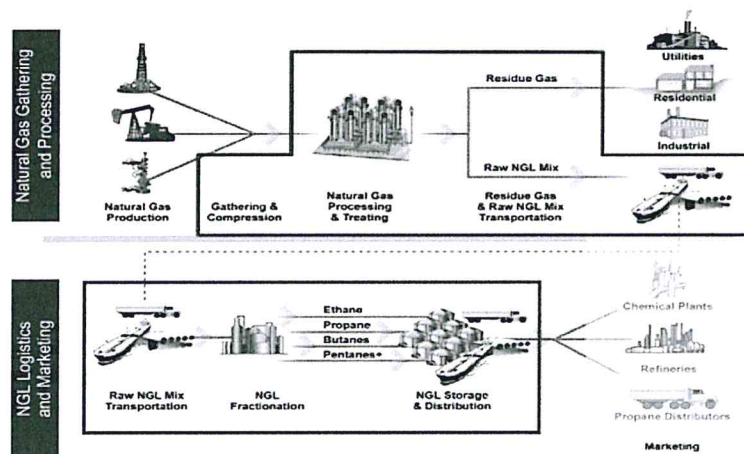 Natural Gas Gathering
and Processing
Utilities
Residue Gas
Residential
Industrial
Raw NGL Mix
Natural Gas
Production
Gathering &
Compression
Natural Gas
Processing
& Treating
Residue Gas
& Raw NGL Mix
Transportation
NGL Logistics
and Marketing
Ethane
Propane
Butanes
Pentanes+
Chemical Plants
Refineries
Propane Distributors
Raw NGL Mix
Transportation
NGL
Fractionation
NGL Storage
& Distribution
Marketing